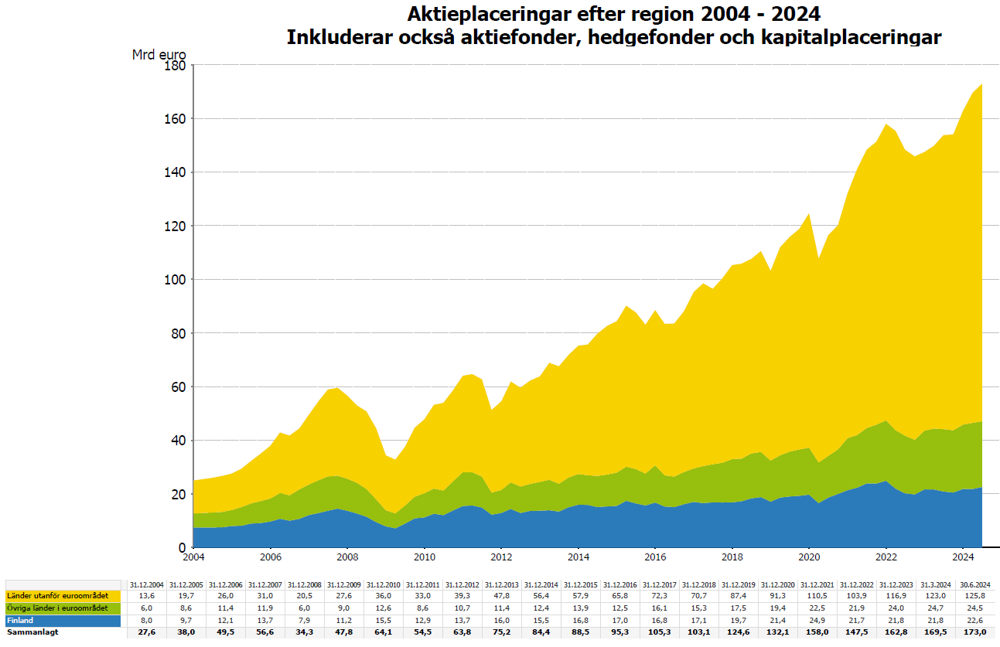 Aktieplaceringar efter region 2004 - 2024
Inkluderar också aktiefonder, hedgefonder och kapitalplaceringar
Mrd euro
180
160
140
120
100
80
60
40
20
0
2004 2006 2008 2010 2012 2014 2016 2018 2020 2022 2024
31.12.2004 31.12.2005 31.12.2006 31.12.2007 31.12.2008 31.12.2009 31.12.2010 31.12.2011 31.12.2012 31.12.2013 31.12.2014 31.12.2015 31.12.2016 31.12.2017 31.12.2018 31.12.2019 31.12.2020 31.12.2021 31.12.2022 31.12.2023 31.3.2024 30.6.2024
Länder utanför euroområdet 13,6 19,7 26,0 31,0 20,5 27,6 36,0 33,0 39,3 47,8 56,4 57,9 65,8 72,3 70,7 87,4 91,3 110,5 103,9 116,9 123,0 125,8
Övriga länder i euroområdet 6,0 8,6 11,4 11,9 6,0 9,0 12,6 8,6 10,7 11,4 12,4 13,9 12,5 16,1 15,3 17,5 19,4 22,5 21,9 24,0 24,7 24,5
Finland 8,0 9,7 12,1 13,7 7,9 11,2 15,5 12,9 13,7 16,0 15,5 16,8 17,0 16,8 17,1 19,7 21,4 24,9 21,7 21,8 21,8 22,6
Sammanlagt 27,6 38,0 49,5 56,6 34,3 47,8 64,1 54,5 63,8 75,2 84,4 88,5 95,3 105,3 103,1 124,6 132,1 158,0 147,5 162,8 169,5 173,0